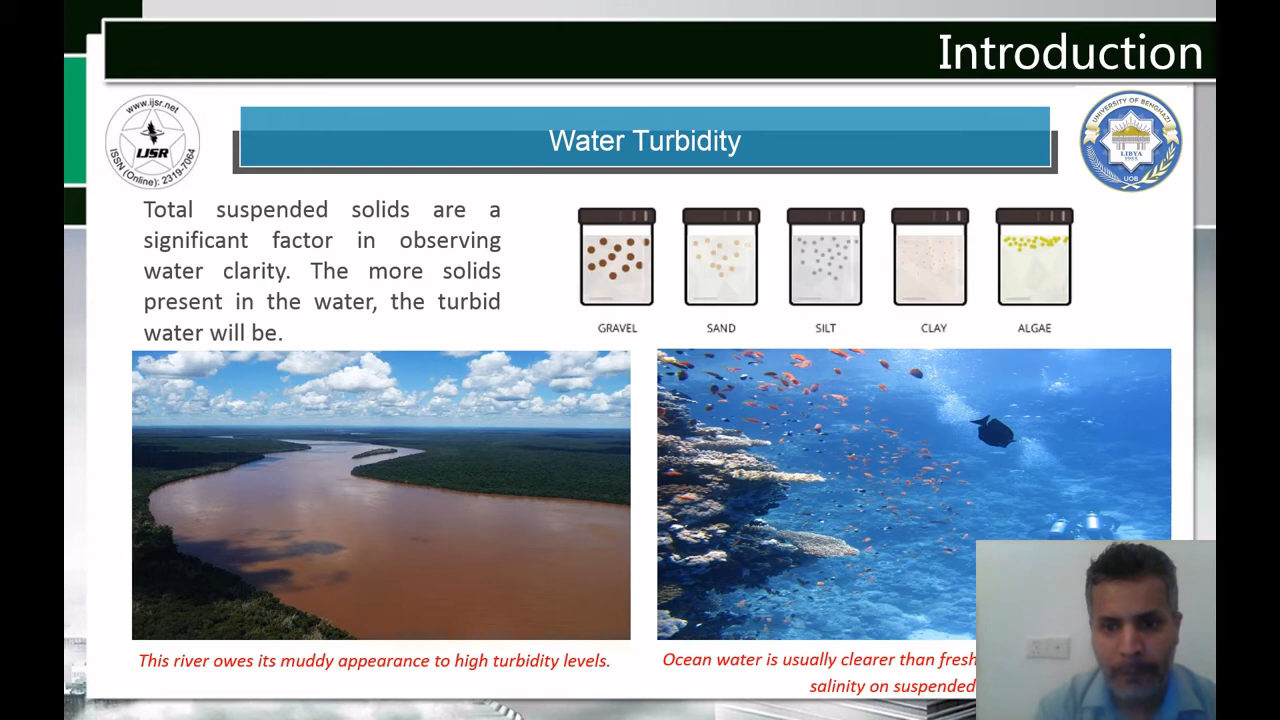 Introduction
www.ijsr.net
IJSR
ISSN (Online): 2319-7064
Water Turbidity
UNIVERSITY OF BENGHAZI
LIBYA
1955
UOB
Total suspended solids are a
significant factor in observing
water clarity. The more solids
present in the water, the turbid
water will be.
GRAVEL
SAND
SILT
CLAY
ALGAE
This river owes its muddy appearance to high turbidity levels.
Ocean water is usually clearer than fresh
salinity on suspended